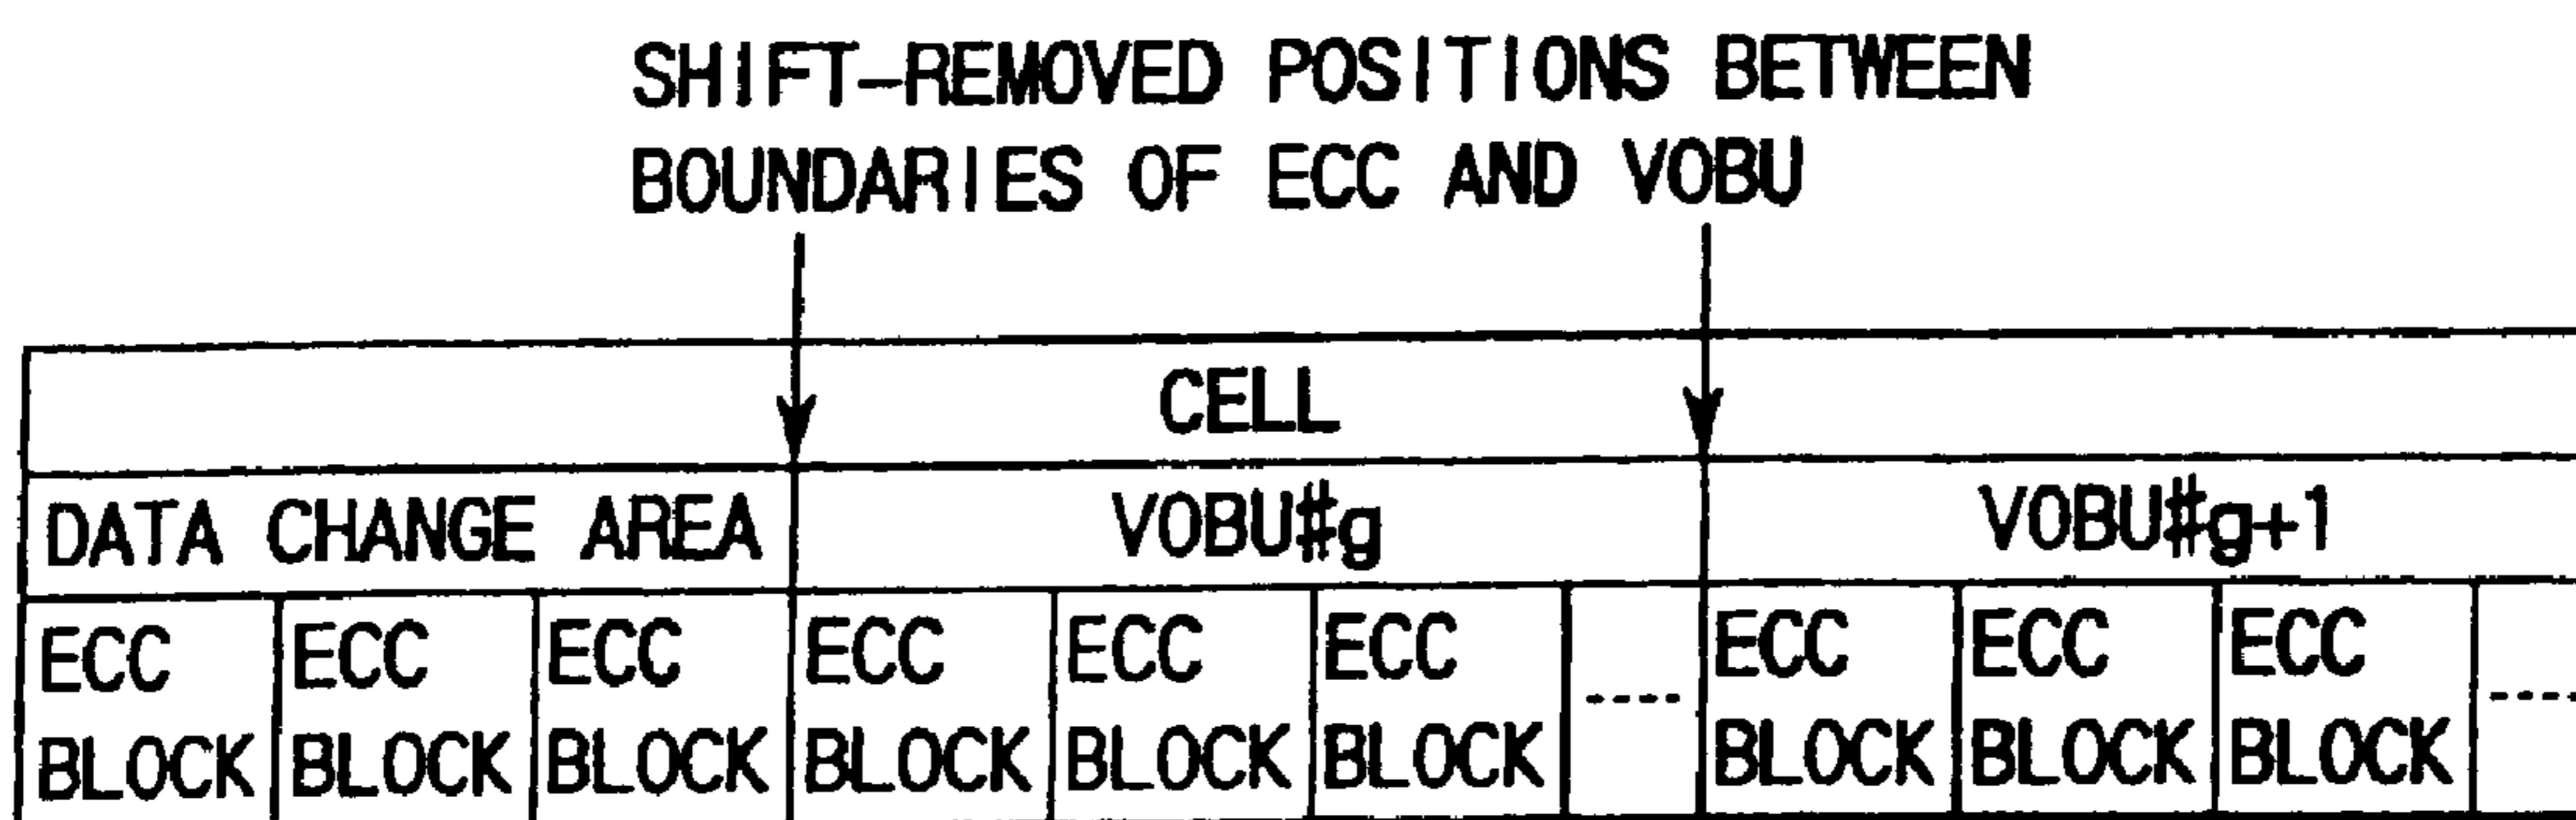 SHIFT-REMOVED POSITIONS BETWEEN
BOUNDARIES OF ECC AND VOBU
CELL
DATA CHANGE AREA VOBU#g VOBU#g+1
ECC ECC ECC ECC ECC ECC ---- ECC ECC ECC ----
BLOCK BLOCK BLOCK BLOCK BLOCK BLOCK BLOCK BLOCK BLOCK